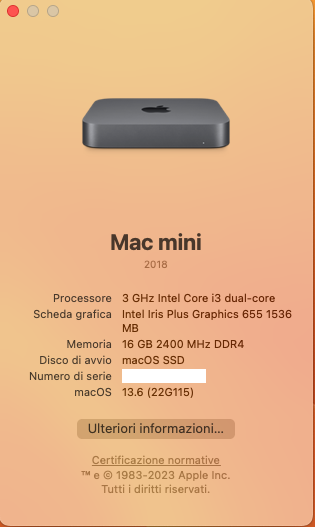 Mac mini
2018
Processore 3 GHz Intel Core i3 dual-core
Scheda grafica Intel Iris Plus Graphics 655 1536
MB
Memoria 16 GB 2400 MHz DDR4
Disco di avvio macOS SSD
Numero di serie
macOS 13.6 (22G115)
Ulteriori informazioni...
Certificazione normative
™ e © 1983-2023 Apple Inc.
Tutti i diritti riservati.